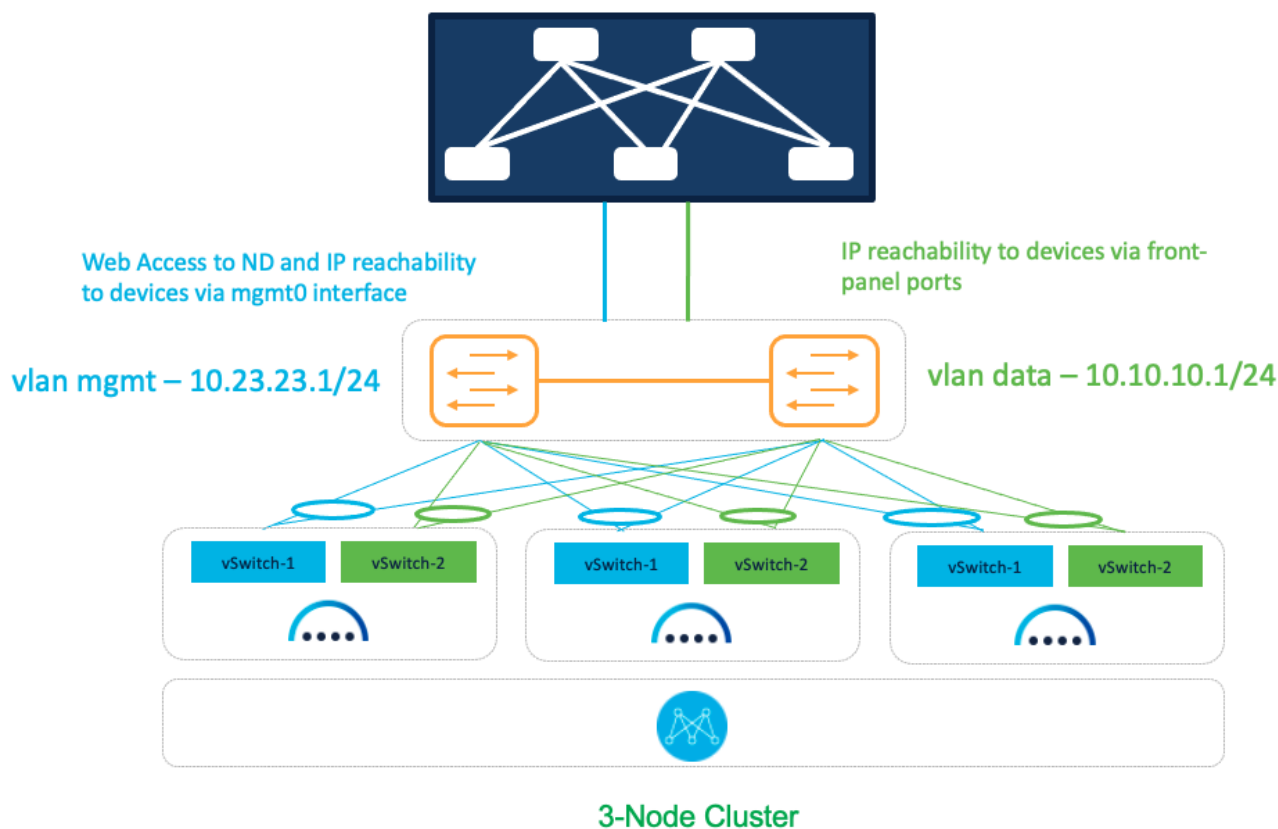 Web Access to ND and IP reachability
to devices via mgmt0 interface
IP reachability to devices via front-
panel ports
vlan mgmt – 10.23.23.1/24
vlan data – 10.10.10.1/24
vSwitch-1
vSwitch-2
vSwitch-1
vSwitch-2
vSwitch-1
vSwitch-2
3-Node Cluster